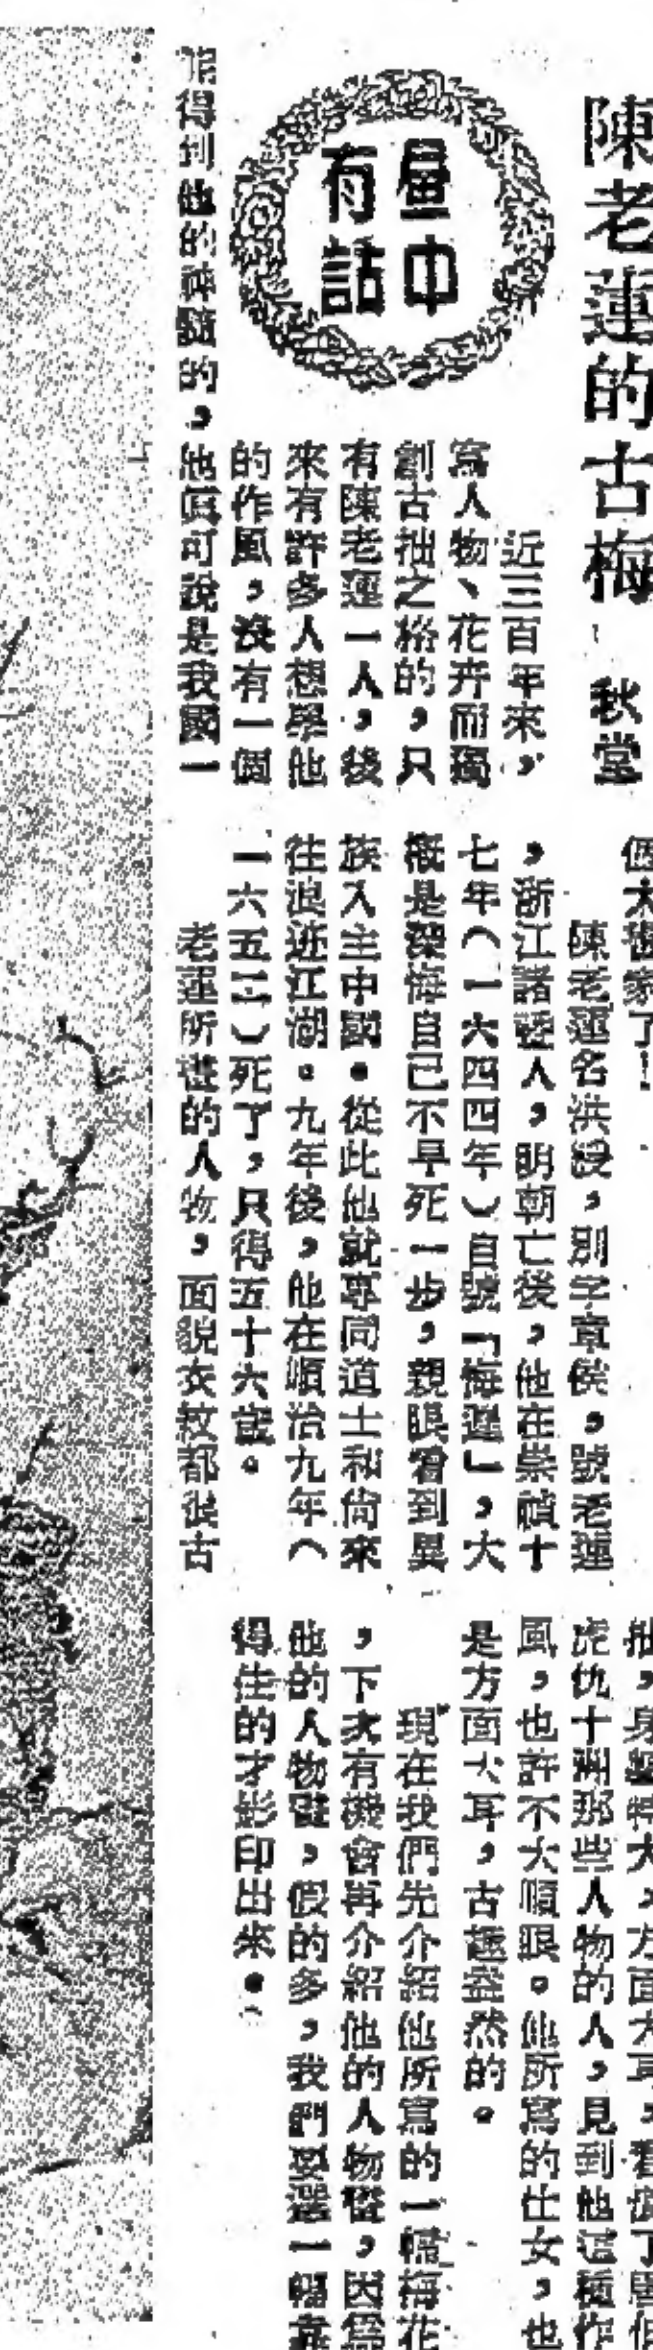 陳老蓮的古梅
秋堂
畫中
有話
近三百年來,
寫人物、花卉而獨
創古拙之格的,只
有陳老蓮一人,後
來有許多人想學他
的作風,沒有一個
能得到他的神髓的,他眞可說是我國一
個大畫家了!
陳老蓮名洪綬,別字章侯,號老蓮
,浙江諸曁人,明朝亡後,他在崇禎十
七年(一六四四年)自號「悔遲」,大
概是深悔自己不早死一步,親眼看到異
族入主中國。從此他就專同道士和尙來
往浪迹江湖。九年後,他在順治九年(
一六五二)死了,只得五十六歲。
老蓮所畫的人物,面貌衣紋都很古
拙,身軀特大,方面大耳,看慣了唐伯
虎仇十洲那些人物的人,見到他這種作
風,也許不大順眼。他所寫的仕女,也
是方面大耳,古趣盎然的。
現在我們先介紹他所寫的一幅梅花
,下次有機會再介紹他的人物畫,因爲
他的人物畫,假的多,我們要選一幅靠
得住的才影印出來。